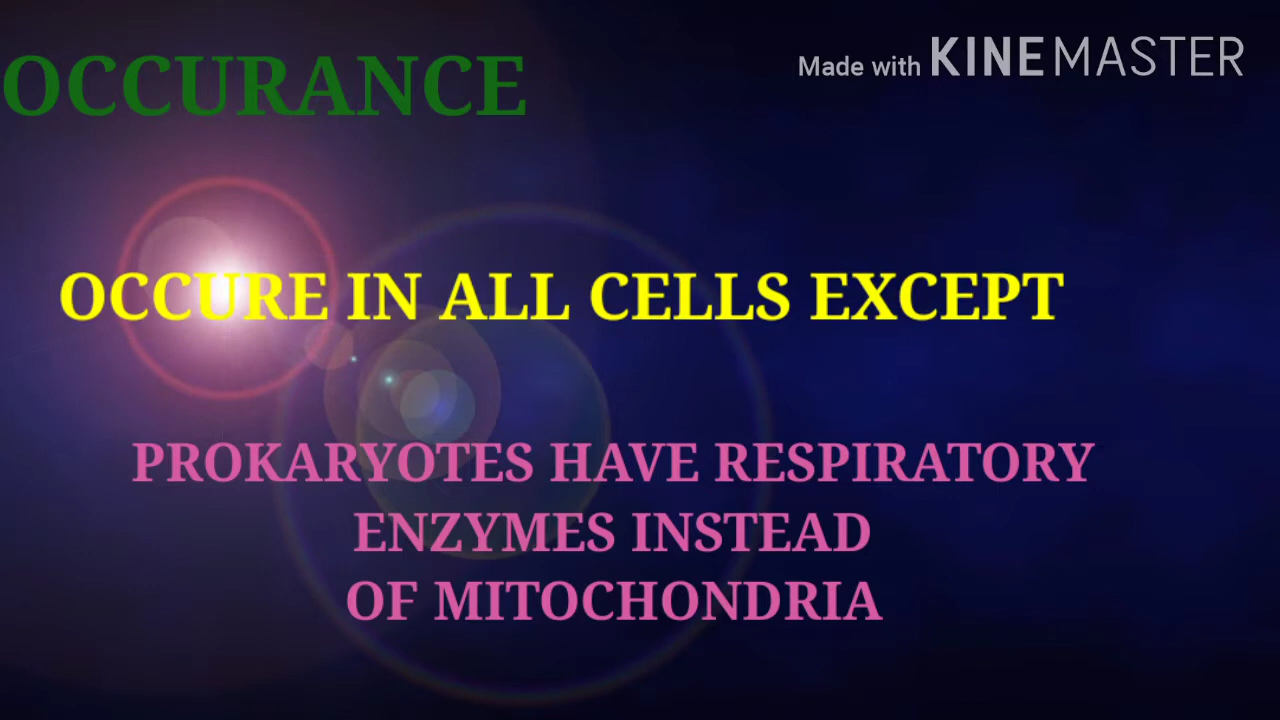 OCCURANCE
Made with KINEMASTER
OCCURE IN ALL CELLS EXCEPT
PROKARYOTES HAVE RESPIRATORY
ENZYMES INSTEAD
OF MITOCHONDRIA